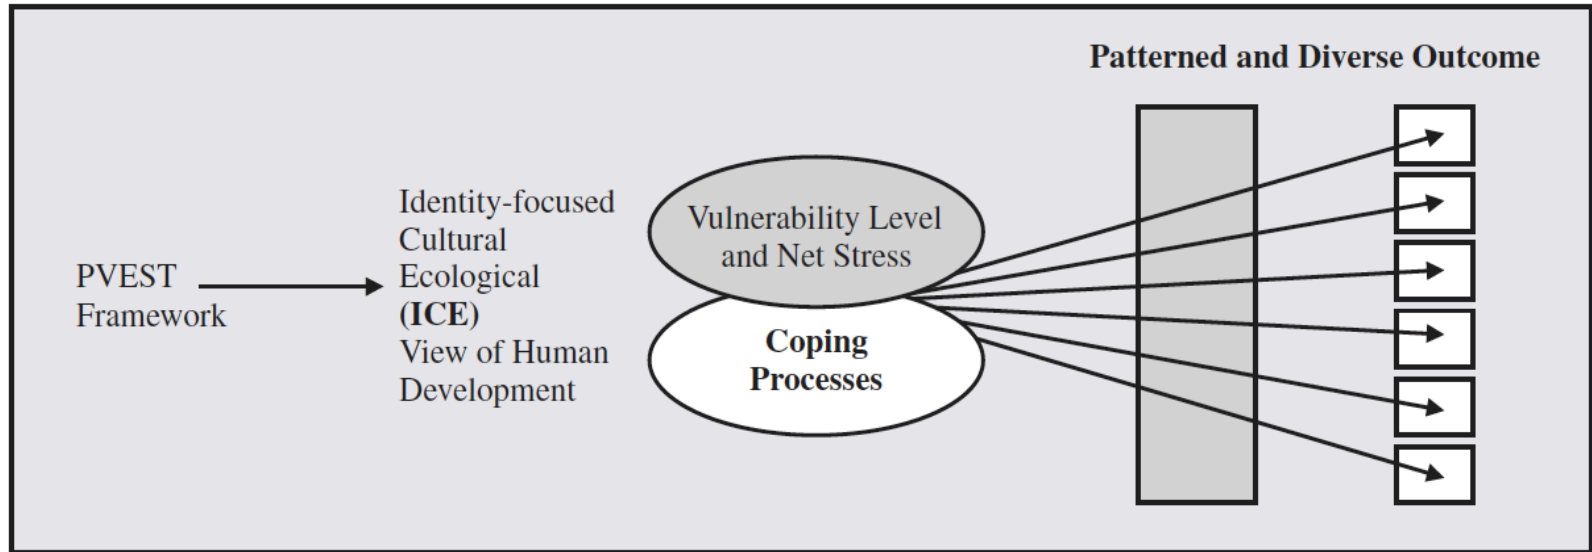 Patterned and Diverse Outcome
PVEST
Framework
Identity-focused
Cultural
Ecological
(ICE)
View of Human
Development
Vulnerability Level
and Net Stress
Coping
Processes